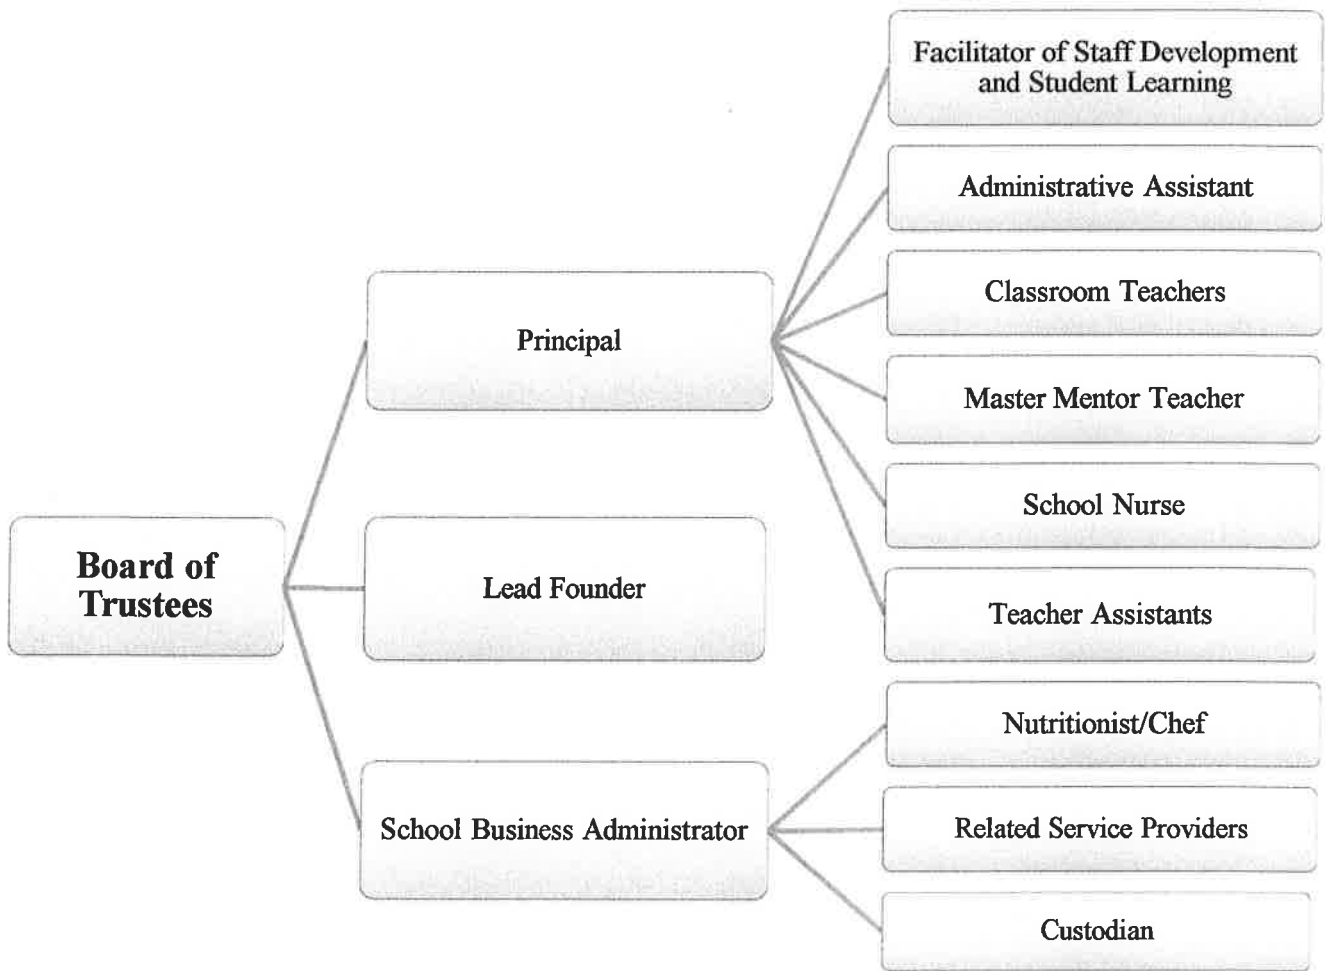 Facilitator of Staff Development
and Student Learning
Administrative Assistant
Classroom Teachers
Principal
Master Mentor Teacher
School Nurse
Board of
Trustees
Lead Founder
Teacher Assistants
Nutritionist/Chef
School Business Administrator
Related Service Providers
Custodian